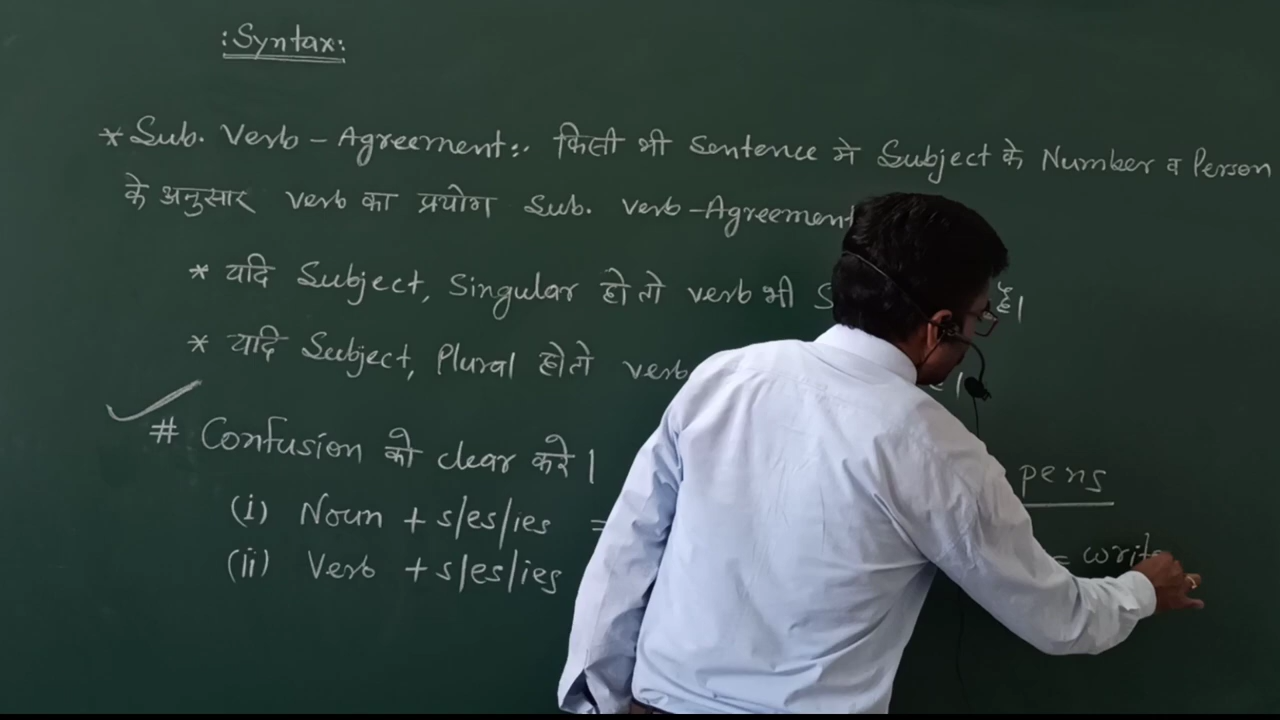 :Syntax:
* Sub. Verb - Agreement:. किसी भी Sentence मे Subject के Number व Person
के अनुसार verb का प्रयोग Sub. verb-Agreement
* यदि Subject, Singular हो तो verb भी है।
* यदि Subject, Plural हो तो verb
# Confusion को clear करे।
(i) Noun + s/es/ies = pens
(ii) Verb + s/es/ies = write